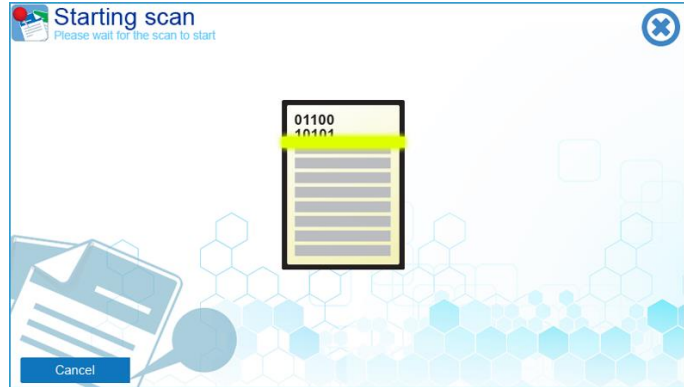 Starting scan
Please wait for the scan to start
01100
10101
Cancel